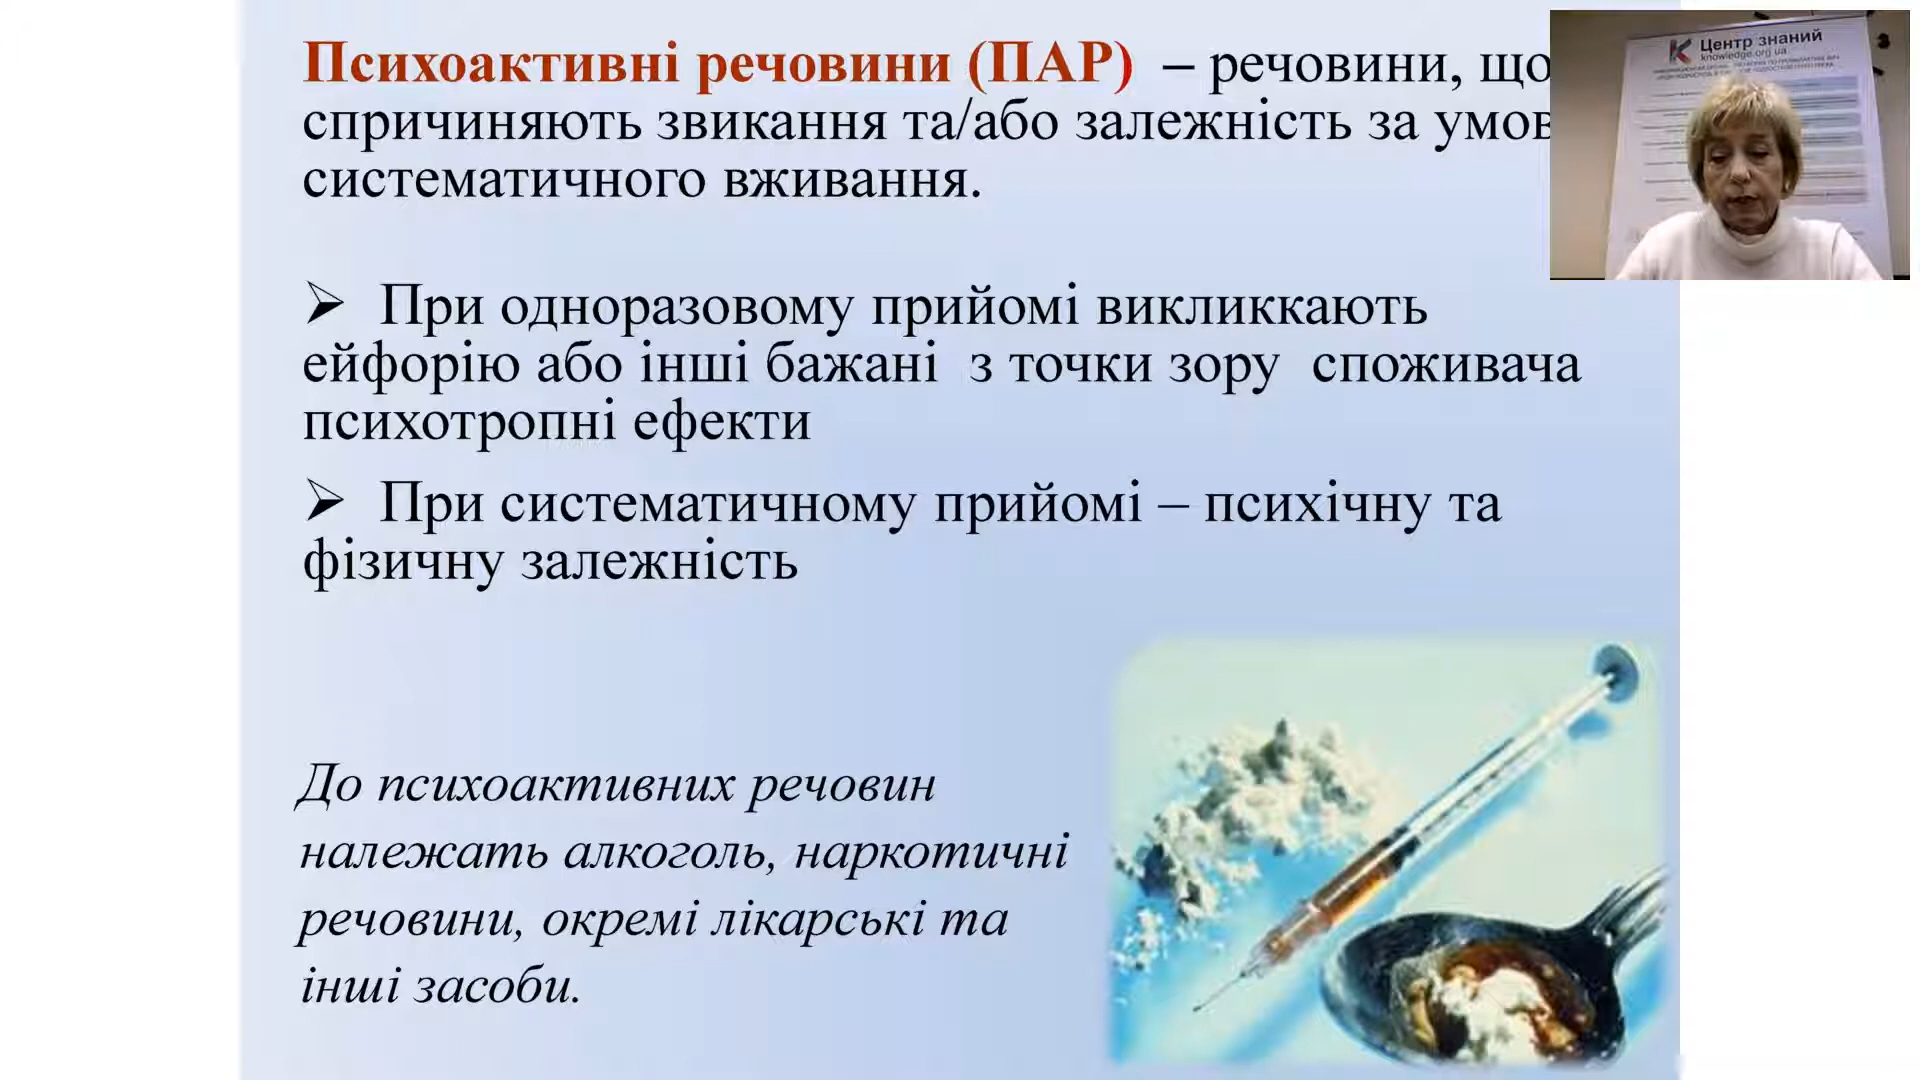 Психоактивні речовини (ПАР) – речовини, що
спричиняють звикання та/або залежність за умов
систематичного вживання.
➢ При одноразовому прийомі викликкають
ейфорію або інші бажані з точки зору споживача
психотропні ефекти
➢ При систематичному прийомі – психічну та
фізичну залежність
До психоактивних речовин
належать алкоголь, наркотичні
речовини, окремі лікарські та
інші засоби.
Центр знаний
knowledge.org.ua